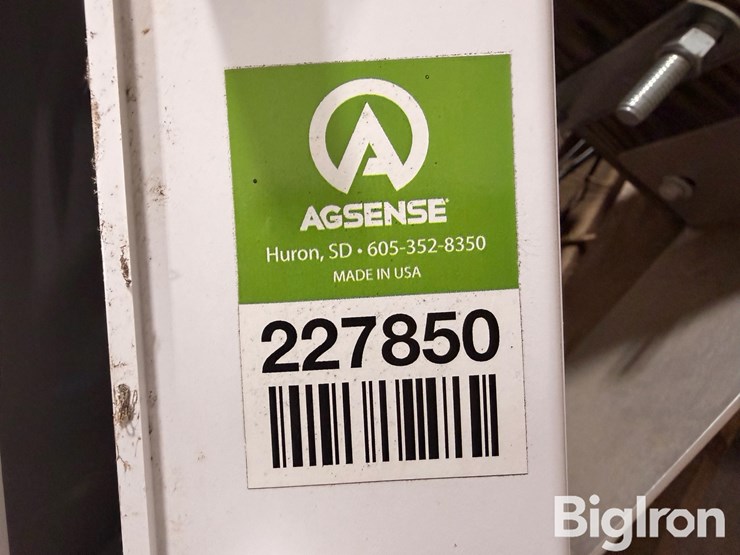 AGSENSE®
Huron, SD • 605-352-8350
MADE IN USA
227850
BigIron